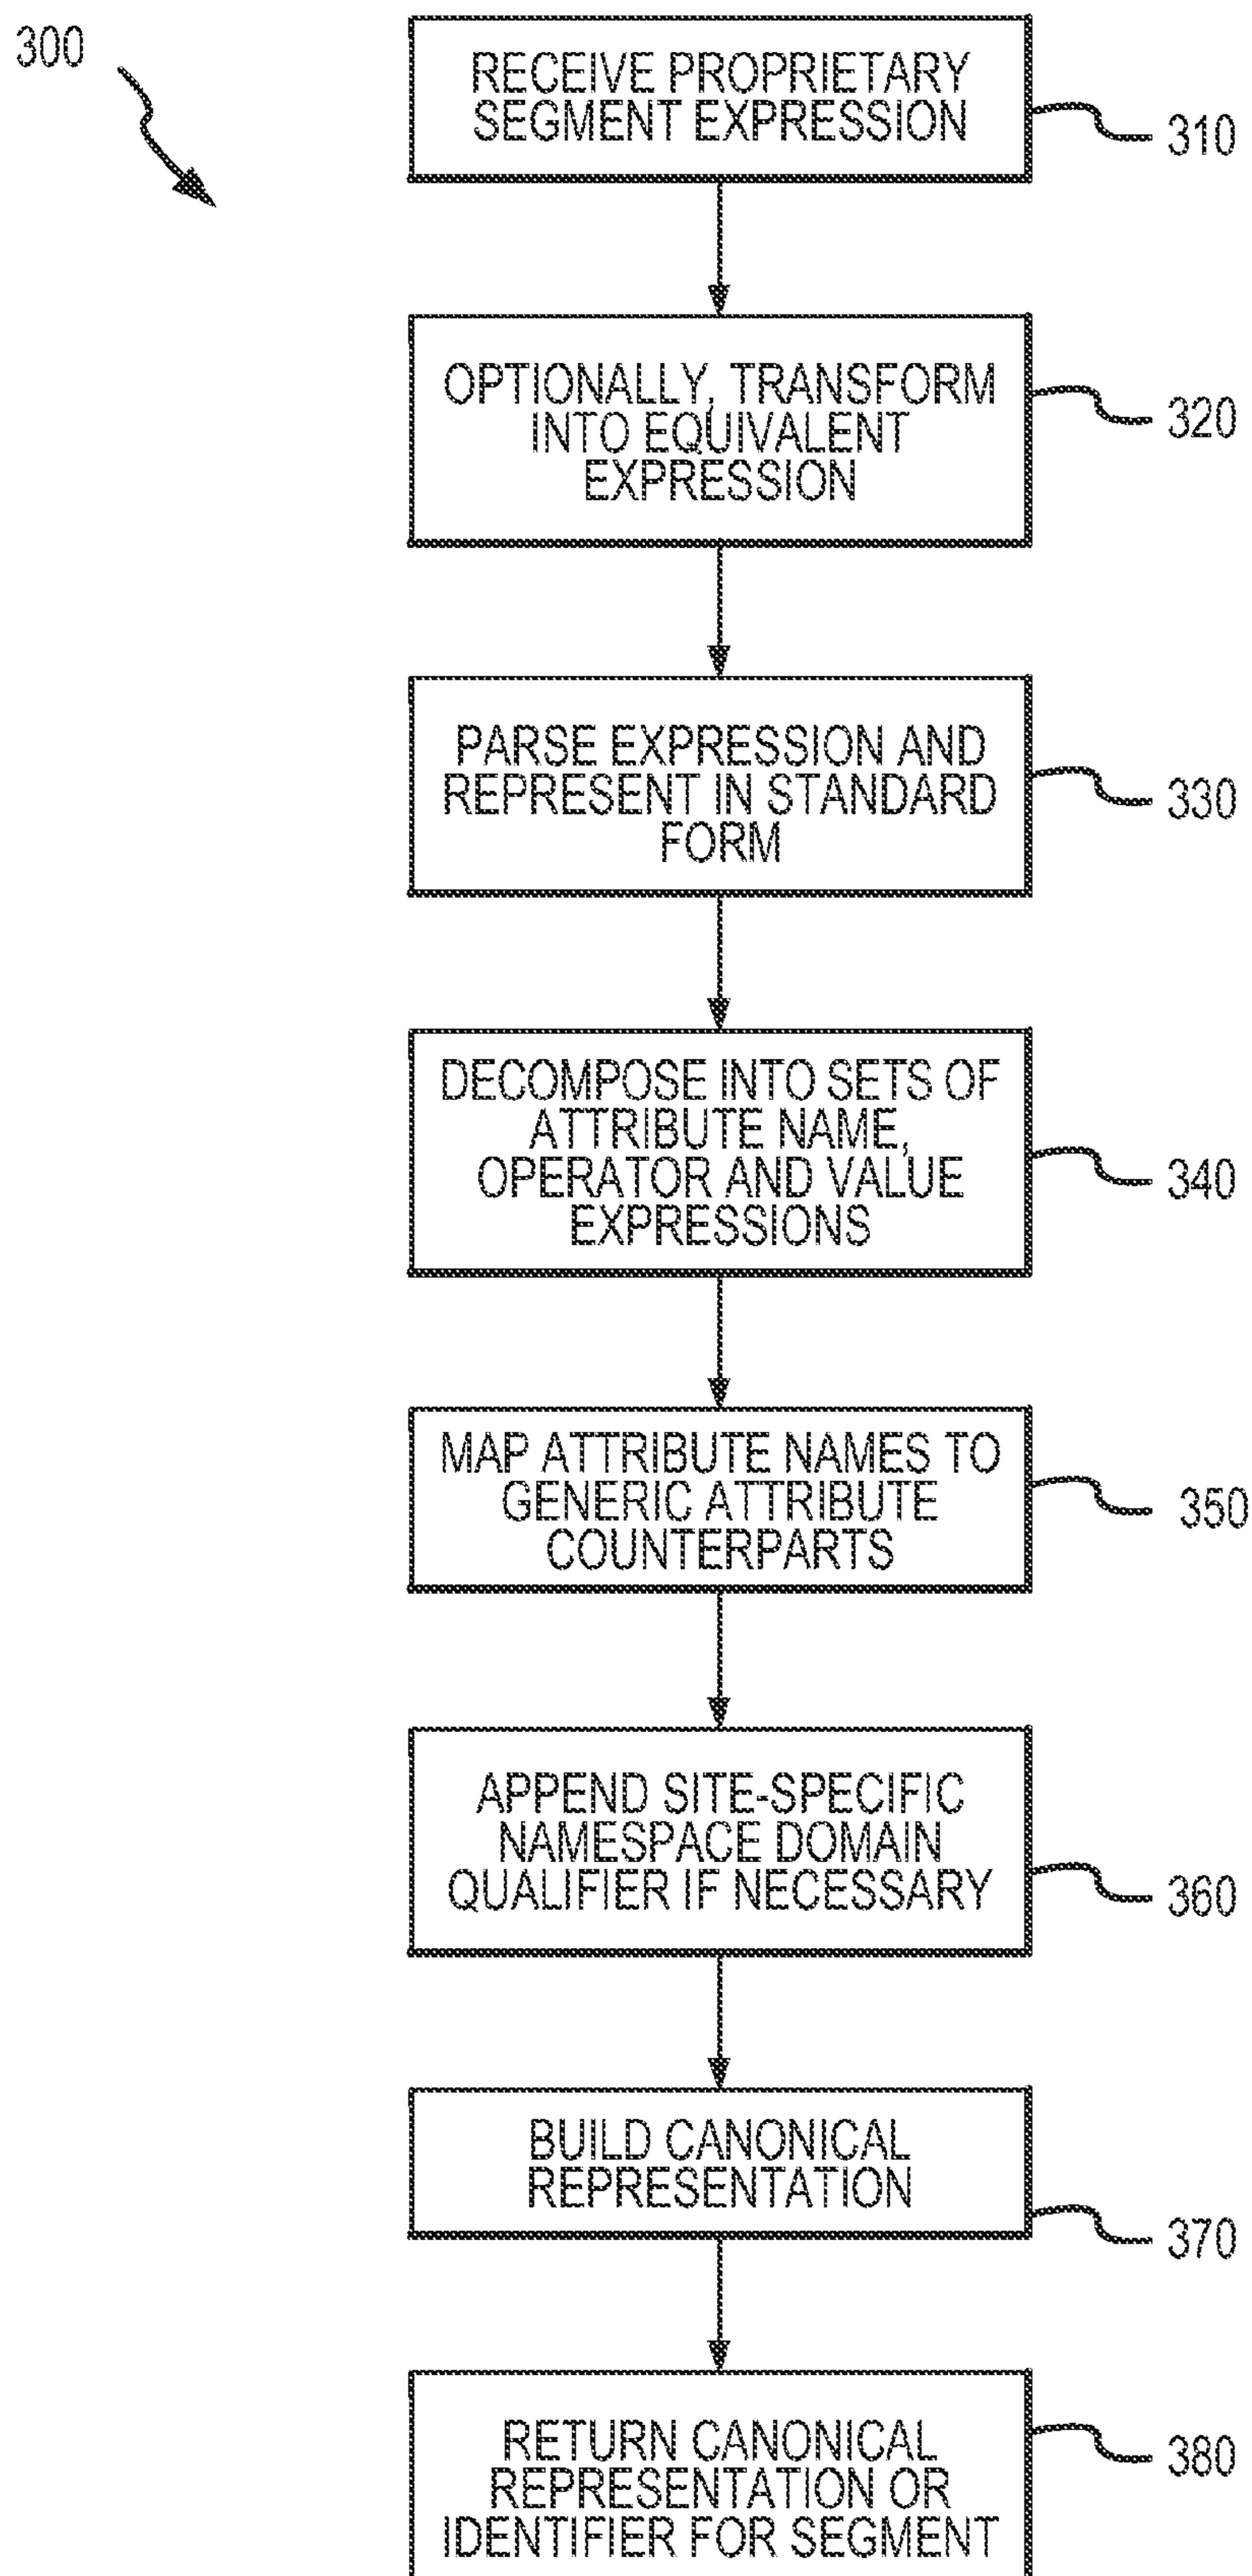 300
RECEIVE PROPRIETARY
SEGMENT EXPRESSION
310
OPTIONALLY, TRANSFORM
INTO EQUIVALENT
EXPRESSION
320
PARSE EXPRESSION AND
REPRESENT IN STANDARD
FORM
330
DECOMPOSE INTO SETS OF
ATTRIBUTE NAME,
OPERATOR AND VALUE
EXPRESSIONS
340
MAP ATTRIBUTE NAMES TO
GENERIC ATTRIBUTE
COUNTERPARTS
350
APPEND SITE-SPECIFIC
NAMESPACE DOMAIN
QUALIFIER IF NECESSARY
360
BUILD CANONICAL
REPRESENTATION
370
RETURN CANONICAL
REPRESENTATION OR
IDENTIFIER FOR SEGMENT
380